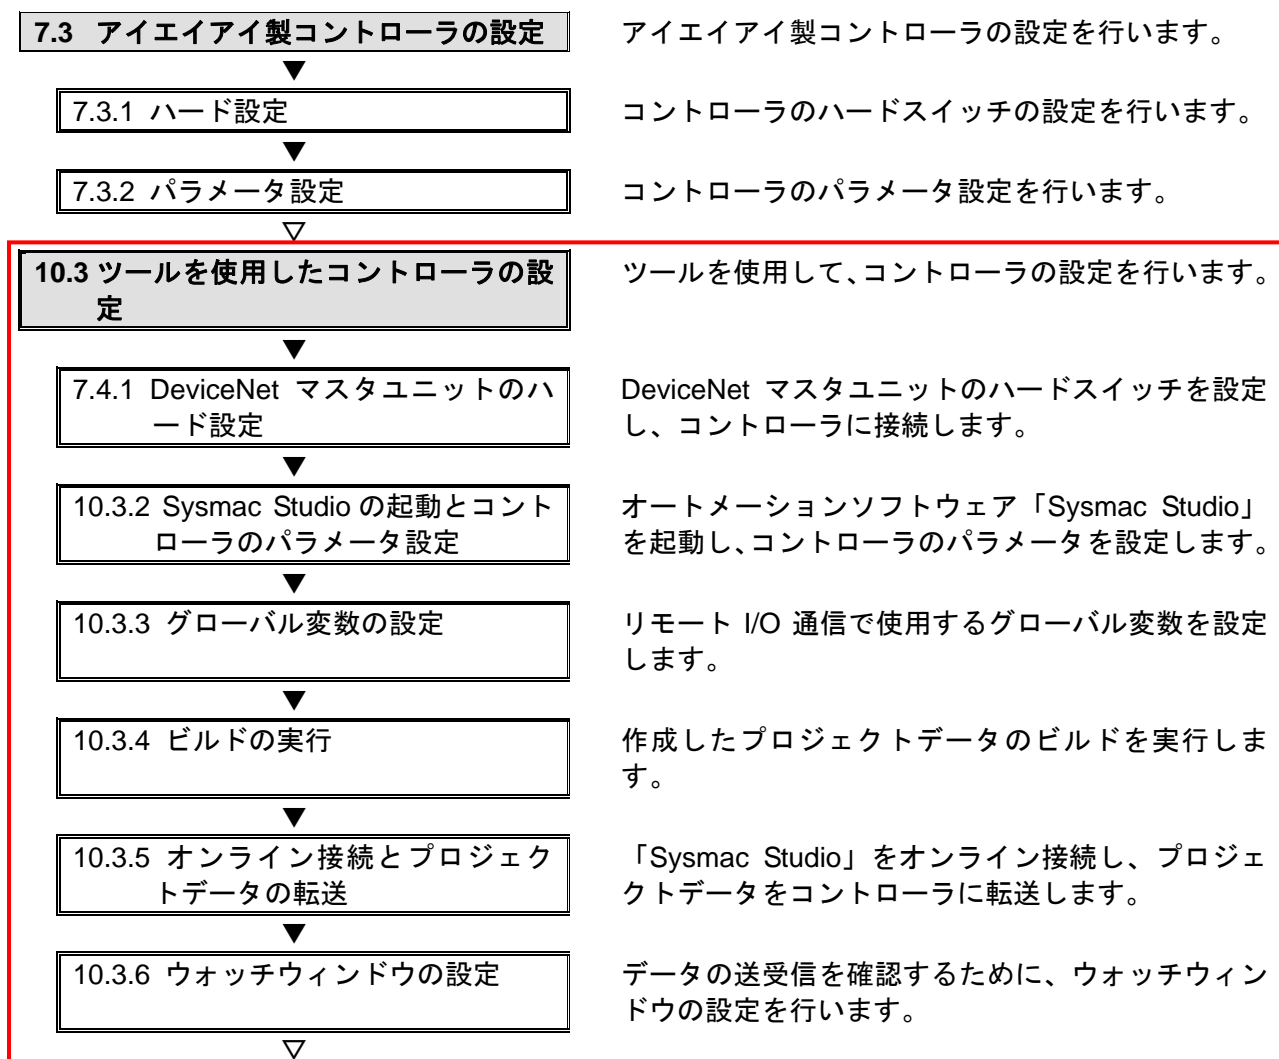 7.3 アイエイアイ製コントローラの設定
アイエイアイ製コントローラの設定を行います。
▼
7.3.1 ハード設定
コントローラのハードスイッチの設定を行います。
▼
7.3.2 パラメータ設定
コントローラのパラメータ設定を行います。
▽
10.3 ツールを使用したコントローラの設
定
ツールを使用して、コントローラの設定を行います。
▼
7.4.1 DeviceNet マスタユニットのハ
ード設定
DeviceNet マスタユニットのハードスイッチを設定
し、コントローラに接続します。
▼
10.3.2 Sysmac Studio の起動とコント
ローラのパラメータ設定
オートメーションソフトウェア「Sysmac Studio」
を起動し、コントローラのパラメータを設定します。
▼
10.3.3 グローバル変数の設定
リモート I/O 通信で使用するグローバル変数を設定
します。
▼
10.3.4 ビルドの実行
作成したプロジェクトデータのビルドを実行しま
す。
▼
10.3.5 オンライン接続とプロジェク
トデータの転送
「Sysmac Studio」をオンライン接続し、プロジェ
クトデータをコントローラに転送します。
▼
10.3.6 ウォッチウィンドウの設定
データの送受信を確認するために、ウォッチウィン
ドウの設定を行います。
▽